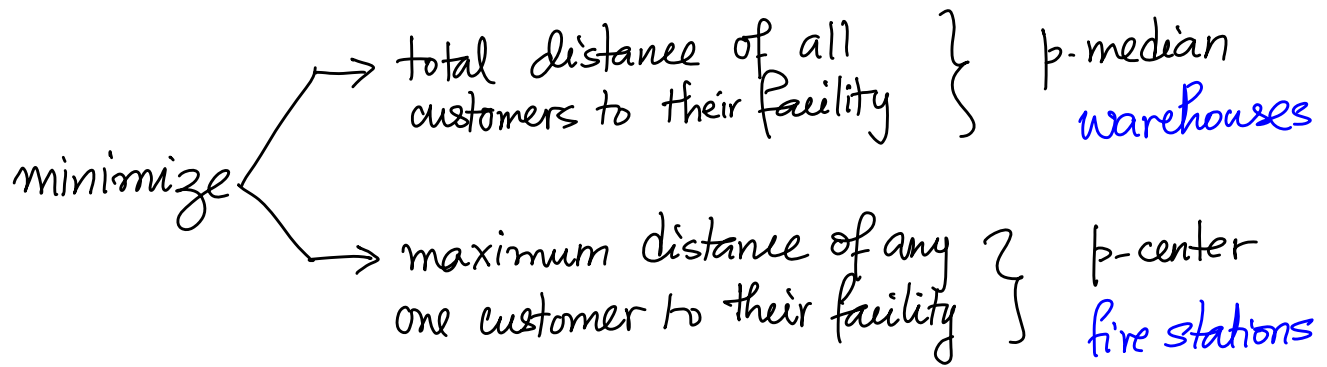 total distance of all
customers to their facility
p-median
warehouses
minimize
maximum distance of any
one customer to their facility
p-center
fire stations